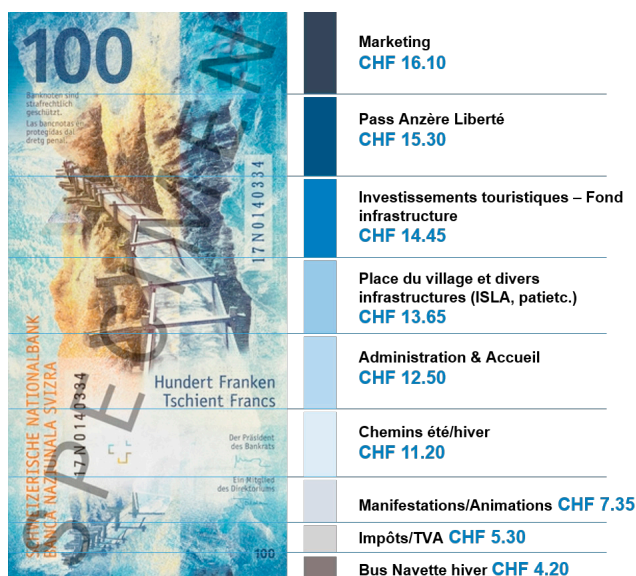 100
Banknoten sind
strafrechtlich
geschützt.
Las bancnotas èn
protegidas dal
dretg penal.
SPECIMEN
17N0140334
SCHWEIZERISCHE NATIONALBANK
BANCA NAZIUNALA SVIZRA
17N0140334
Hundert Franken
Tschient Francs
Der Präsident
des Bankrats
Ein Mitglied
des Direktoriums
100
Marketing
CHF 16.10
Pass Anzère Liberté
CHF 15.30
Investissements touristiques – Fond
infrastructure
CHF 14.45
Place du village et divers
infrastructures (ISLA, patietc.)
CHF 13.65
Administration & Accueil
CHF 12.50
Chemins été/hiver
CHF 11.20
Manifestations/Animations CHF 7.35
Impôts/TVA CHF 5.30
Bus Navette hiver CHF 4.20